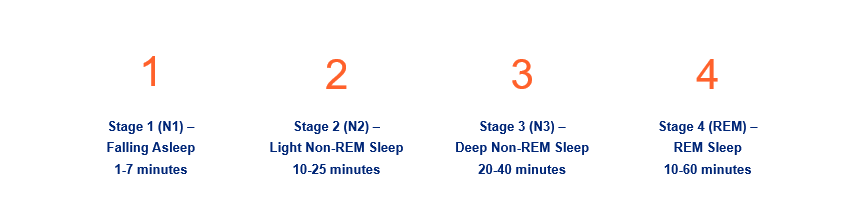 1
Stage 1 (N1) –
Falling Asleep
1-7 minutes
2
Stage 2 (N2) –
Light Non-REM Sleep
10-25 minutes
3
Stage 3 (N3) –
Deep Non-REM Sleep
20-40 minutes
4
Stage 4 (REM) –
REM Sleep
10-60 minutes